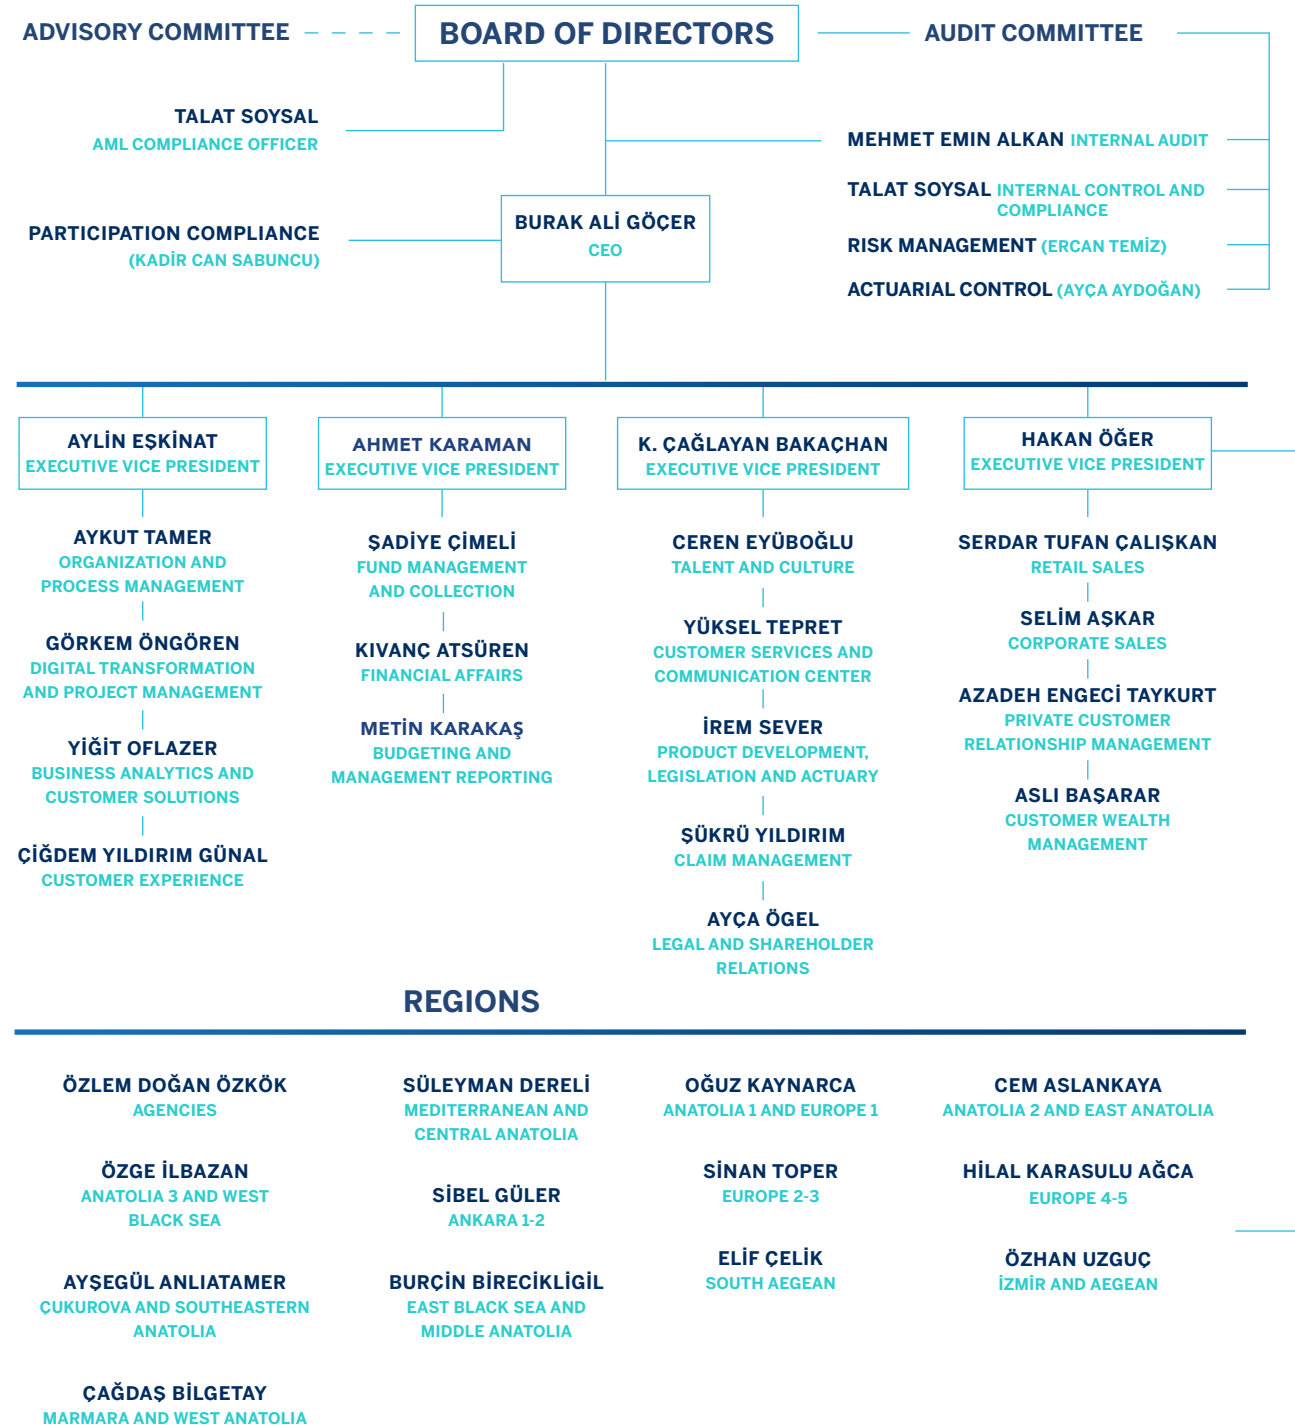 ADVISORY COMMITTEE
BOARD OF DIRECTORS
AUDIT COMMITTEE
TALAT SOYSAL
AML COMPLIANCE OFFICER
MEHMET EMIN ALKAN INTERNAL AUDIT
TALAT SOYSAL INTERNAL CONTROL AND
COMPLIANCE
RISK MANAGEMENT (ERCAN TEMİZ)
ACTUARIAL CONTROL (AYÇA AYDOĞAN)
PARTICIPATION COMPLIANCE
(KADİR CAN SABUNCU)
BURAK ALİ GÖÇER
CEO
AYLİN EŞKİNAT
EXECUTIVE VICE PRESIDENT
AYKUT TAMER
ORGANIZATION AND
PROCESS MANAGEMENT
GÖRKEM ÖNGÖREN
DIGITAL TRANSFORMATION
AND PROJECT MANAGEMENT
YİĞİT OFLAZER
BUSINESS ANALYTICS AND
CUSTOMER SOLUTIONS
ÇİĞDEM YILDIRIM GÜNAL
CUSTOMER EXPERIENCE
AHMET KARAMAN
EXECUTIVE VICE PRESIDENT
ŞADİYE ÇİMELİ
FUND MANAGEMENT
AND COLLECTION
KIVANÇ ATSÜREN
FINANCIAL AFFAIRS
METİN KARAKAŞ
BUDGETING AND
MANAGEMENT REPORTING
K. ÇAĞLAYAN BAKAÇHAN
EXECUTIVE VICE PRESIDENT
CEREN EYÜBOĞLU
TALENT AND CULTURE
YÜKSEL TEPRET
CUSTOMER SERVICES AND
COMMUNICATION CENTER
İREM SEVER
PRODUCT DEVELOPMENT,
LEGISLATION AND ACTUARY
ŞÜKRÜ YILDIRIM
CLAIM MANAGEMENT
AYÇA ÖGEL
LEGAL AND SHAREHOLDER
RELATIONS
HAKAN ÖĞER
EXECUTIVE VICE PRESIDENT
SERDAR TUFAN ÇALIŞKAN
RETAIL SALES
SELİM AŞKAR
CORPORATE SALES
AZADEH ENGECİ TAYKURT
PRIVATE CUSTOMER
RELATIONSHIP MANAGEMENT
ASLI BAŞARAR
CUSTOMER WEALTH
MANAGEMENT
REGIONS
ÖZLEM DOĞAN ÖZKÖK
AGENCIES
ÖZGE İLBAZAN
ANATOLIA 3 AND WEST
BLACK SEA
AYŞEGÜL ANLIATAMER
ÇUKUROVA AND SOUTHEASTERN
ANATOLIA
ÇAĞDAŞ BİLGETAY
MARMARA AND WEST ANATOLIA
SÜLEYMAN DERELİ
MEDITERRANEAN AND
CENTRAL ANATOLIA
SİBEL GÜLER
ANKARA 1-2
BURÇİN BİRECİKLİGİL
EAST BLACK SEA AND
MIDDLE ANATOLIA
OĞUZ KAYNARCA
ANATOLIA 1 AND EUROPE 1
SİNAN TOPER
EUROPE 2-3
ELİF ÇELİK
SOUTH AEGEAN
CEM ASLANKAYA
ANATOLIA 2 AND EAST ANATOLIA
HİLAL KARASULU AĞCA
EUROPE 4-5
ÖZHAN UZGUÇ
İZMİR AND AEGEAN